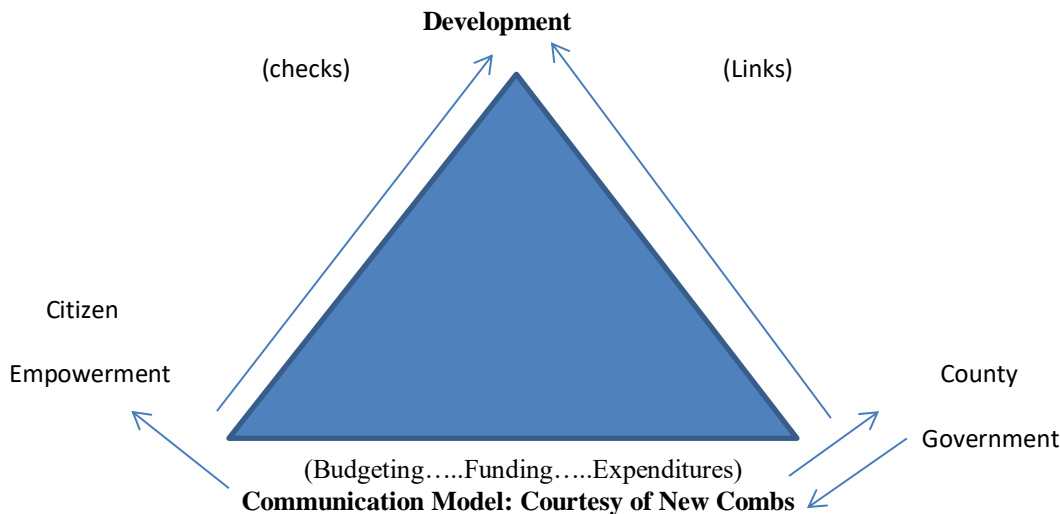 Development
(checks)
(Links)
Citizen
Empowerment
County
Government
(Budgeting…..Funding…..Expenditures)
Communication Model: Courtesy of New Combs